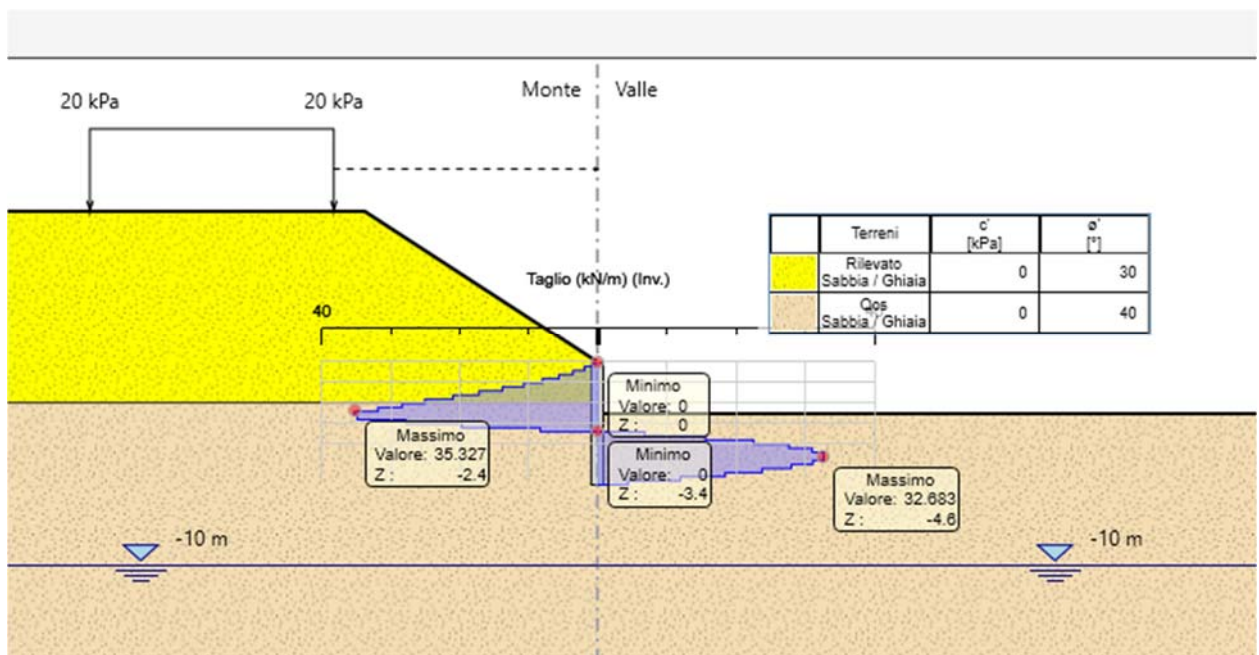 Monte Valle
20 kPa 20 kPa
Terreni c' ø'
[kPa] [°]
Rilevato
Sabbia / Ghiaia 0 30
Qos
Sabbia / Ghiaia 0 40
Taglio (kN/m) (Inv.)
40
Minimo
Valore: 0
Z : 0
Massimo
Valore: 35.327
Z : -2.4
Minimo
Valore: 0
Z : -3.4
Massimo
Valore: 32.683
Z : -4.6
-10 m -10 m